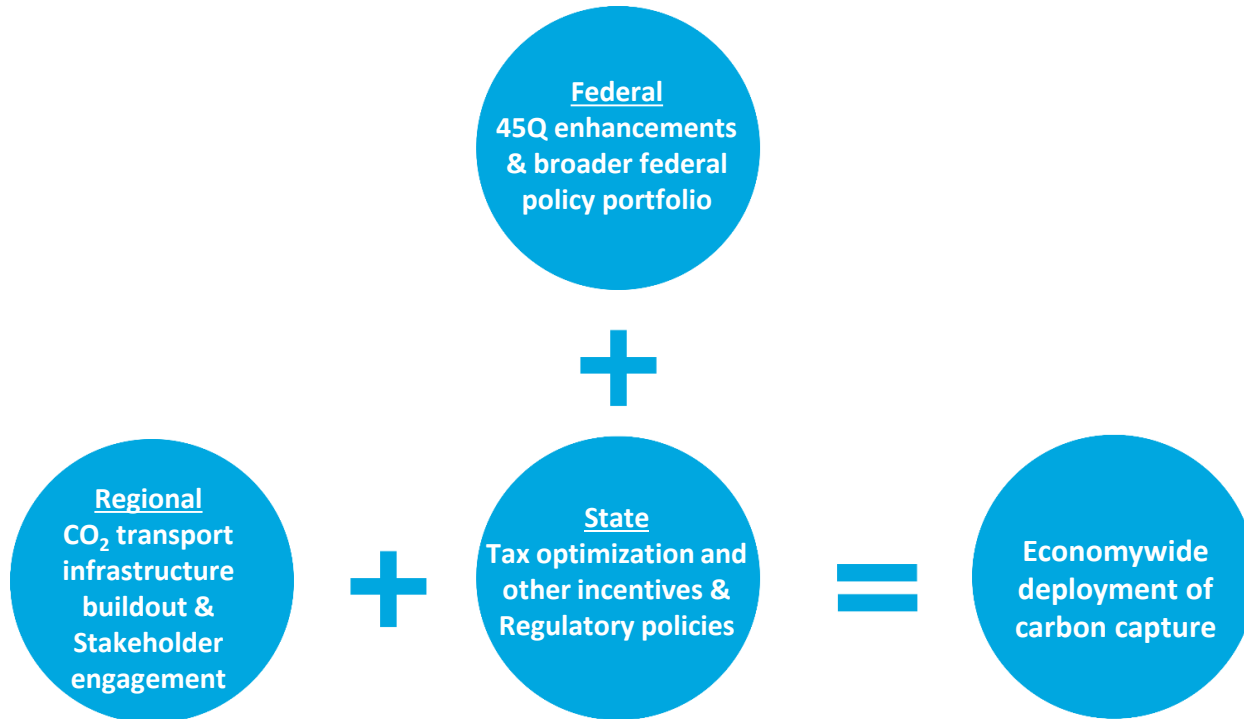 Federal
45Q enhancements
& broader federal
policy portfolio
+
Regional
CO₂ transport
infrastructure
buildout &
Stakeholder
engagement
+
State
Tax optimization and
other incentives &
Regulatory policies
=
Economywide
deployment of
carbon capture